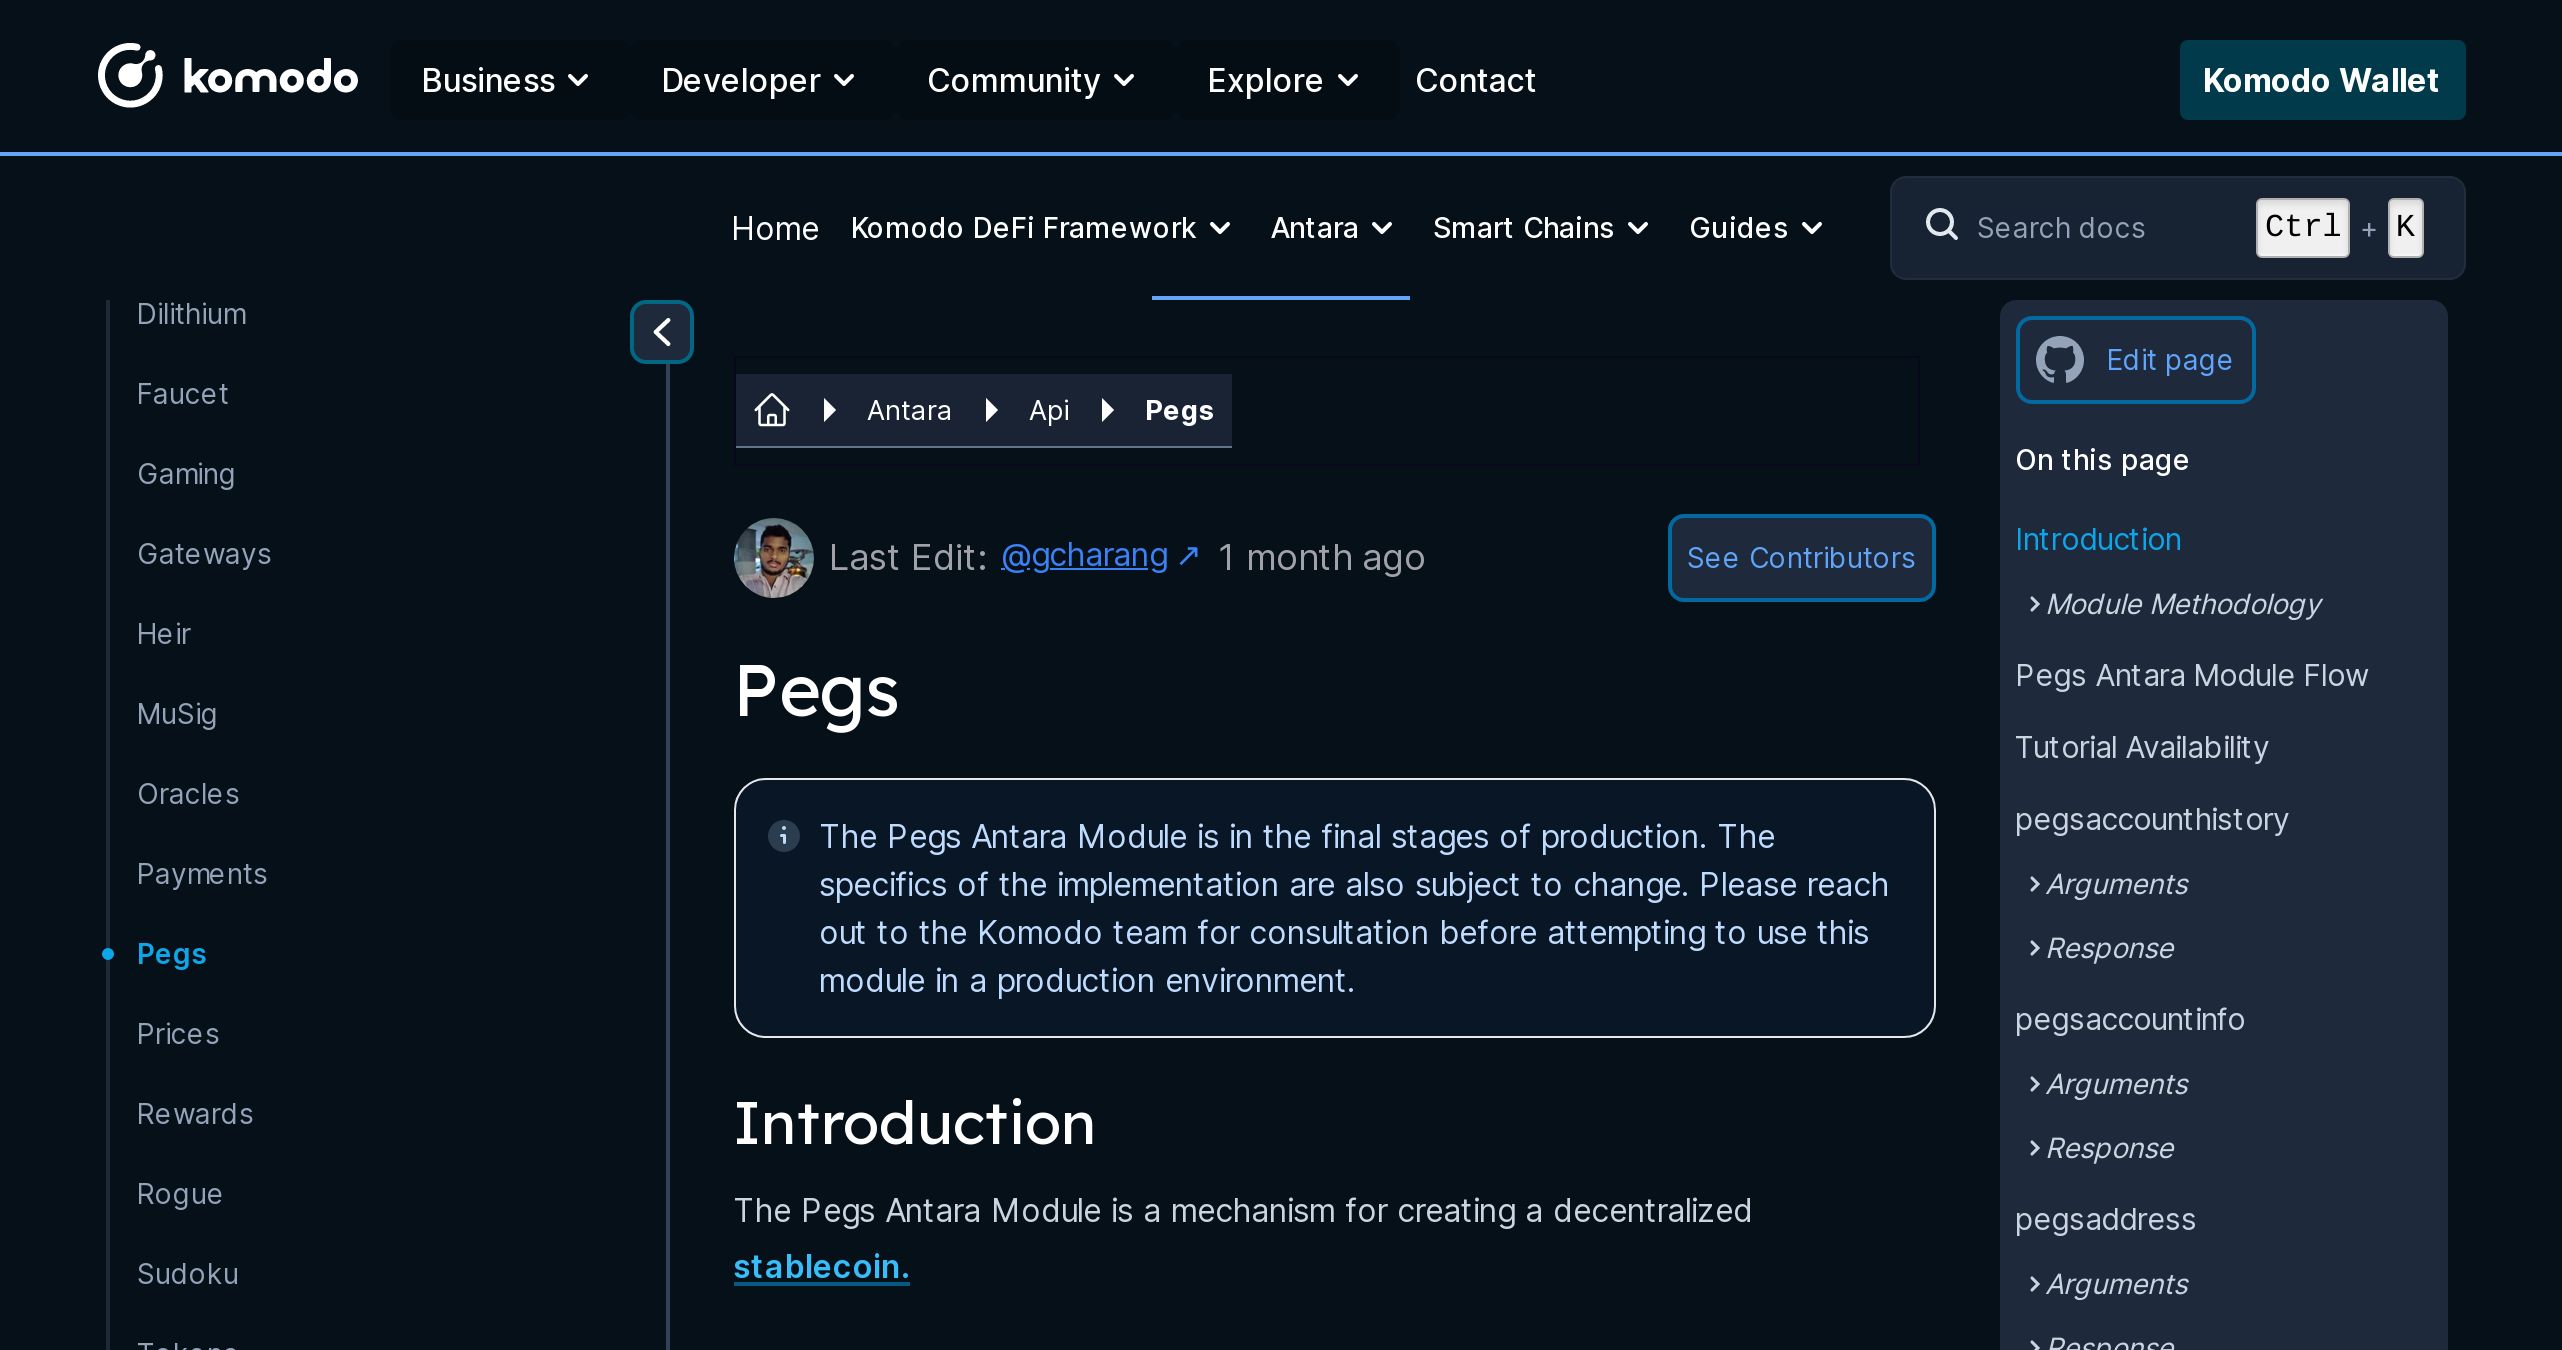 komodo
Business
Developer
Community
Explore
Contact
Komodo Wallet
Home
Komodo DeFi Framework
Antara
Smart Chains
Guides
Search docs
Ctrl + K
Dilithium
Faucet
Gaming
Gateways
Heir
MuSig
Oracles
Payments
Pegs
Prices
Rewards
Rogue
Sudoku
Tokens
Antara
Api
Pegs
Last Edit: @gcharang ↗ 1 month ago
See Contributors
Pegs
The Pegs Antara Module is in the final stages of production. The
specifics of the implementation are also subject to change. Please reach
out to the Komodo team for consultation before attempting to use this
module in a production environment.
Introduction
The Pegs Antara Module is a mechanism for creating a decentralized
stablecoin.
Edit page
On this page
Introduction
Module Methodology
Pegs Antara Module Flow
Tutorial Availability
pegsaccounthistory
Arguments
Response
pegsaccountinfo
Arguments
Response
pegsaddress
Arguments
Response